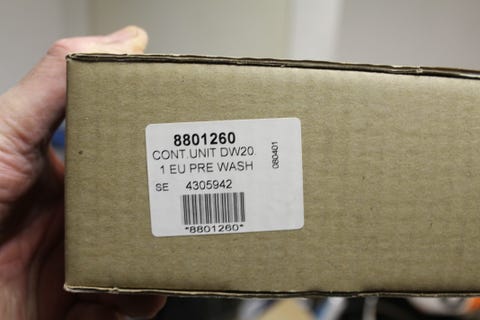 8801260
CONT.UNIT DW20.
1 EU PRE WASH
SE 4305942
*8801260*
080401